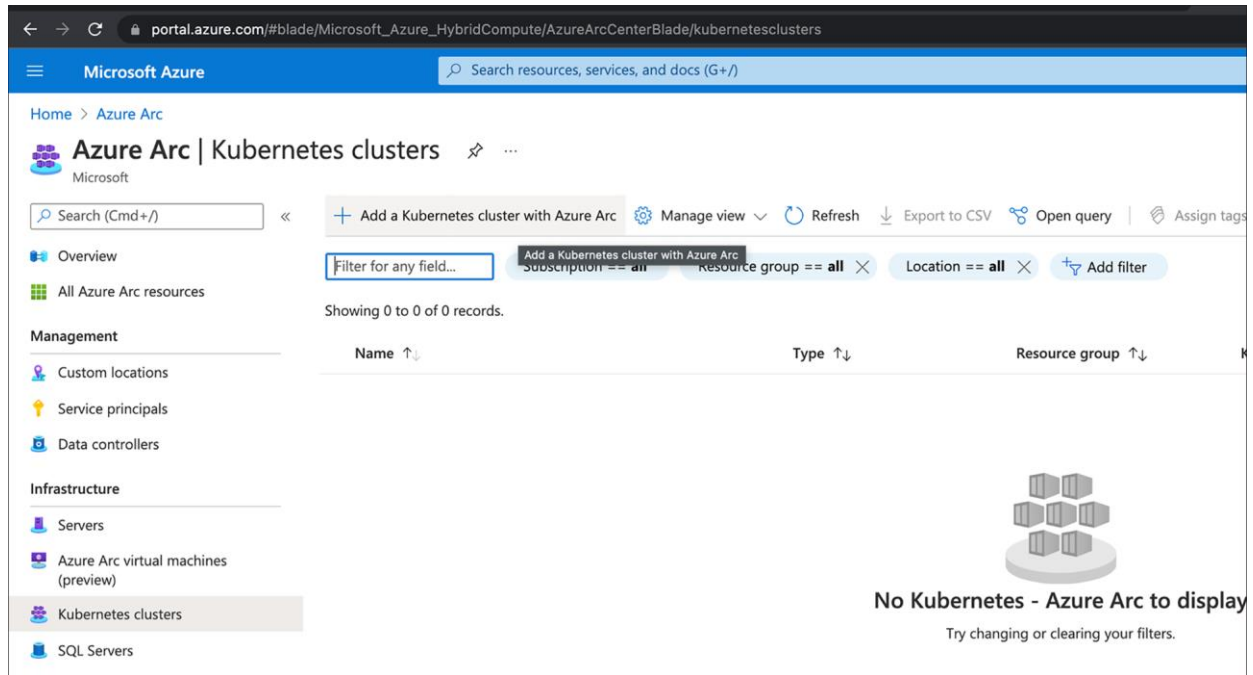 portal.azure.com/#blade/Microsoft_Azure_HybridCompute/AzureArcCenterBlade/kubernetesclusters
Microsoft Azure
Search resources, services, and docs (G+/)
Home > Azure Arc
Azure Arc | Kubernetes clusters ...
Microsoft
Search (Cmd+/) «
+ Add a Kubernetes cluster with Azure Arc Manage view Refresh Export to CSV Open query Assign tags
Add a Kubernetes cluster with Azure Arc
Filter for any field... Subscription == all Resource group == all Location == all Add filter
Overview
All Azure Arc resources
Showing 0 to 0 of 0 records.
Name Type Resource group K
Management
Custom locations
Service principals
Data controllers
Infrastructure
Servers
Azure Arc virtual machines
(preview)
Kubernetes clusters
SQL Servers
No Kubernetes - Azure Arc to display
Try changing or clearing your filters.